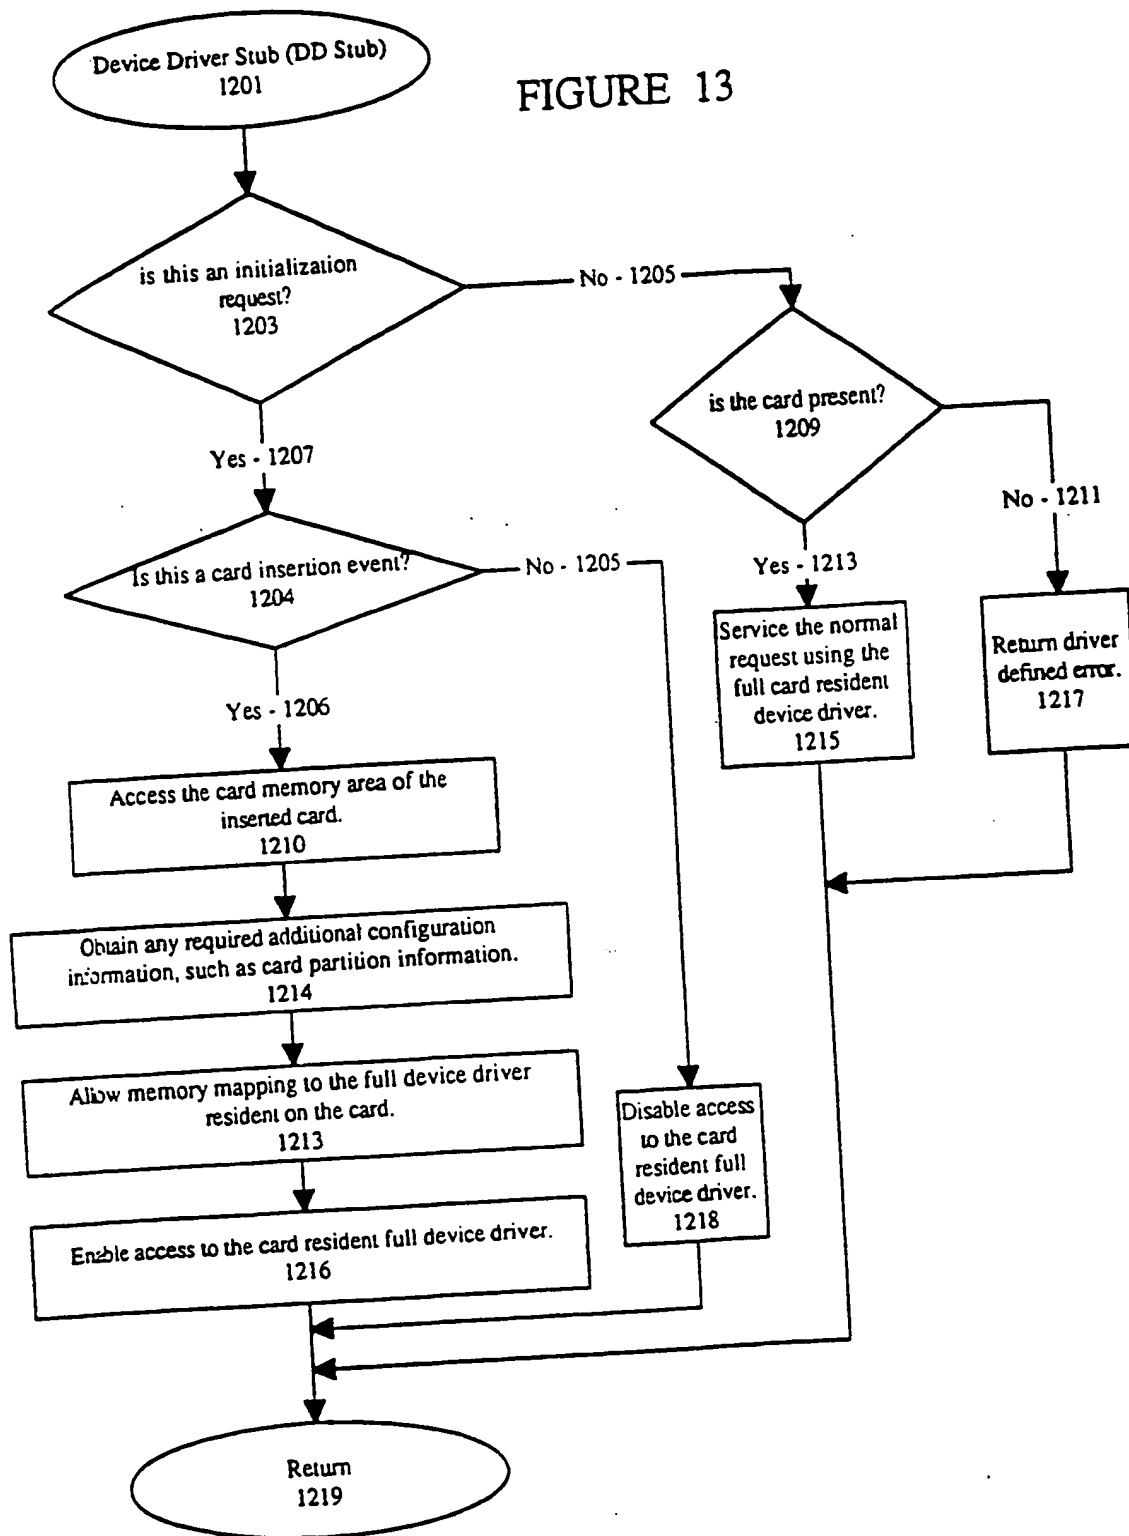 Device Driver Stub (DD Stub)
1201
FIGURE 13
is this an initialization
request?
1203
No - 1205
is the card present?
1209
Yes - 1207
No - 1211
Is this a card insertion event?
1204
No - 1205
Yes - 1213
Service the normal
request using the
full card resident
device driver.
1215
Return driver
defined error.
1217
Yes - 1206
Access the card memory area of the
inserted card.
1210
Obtain any required additional configuration
information, such as card partition information.
1214
Allow memory mapping to the full device driver
resident on the card.
1213
Disable access
to the card
resident full
device driver.
1218
Enable access to the card resident full device driver.
1216
Return
1219